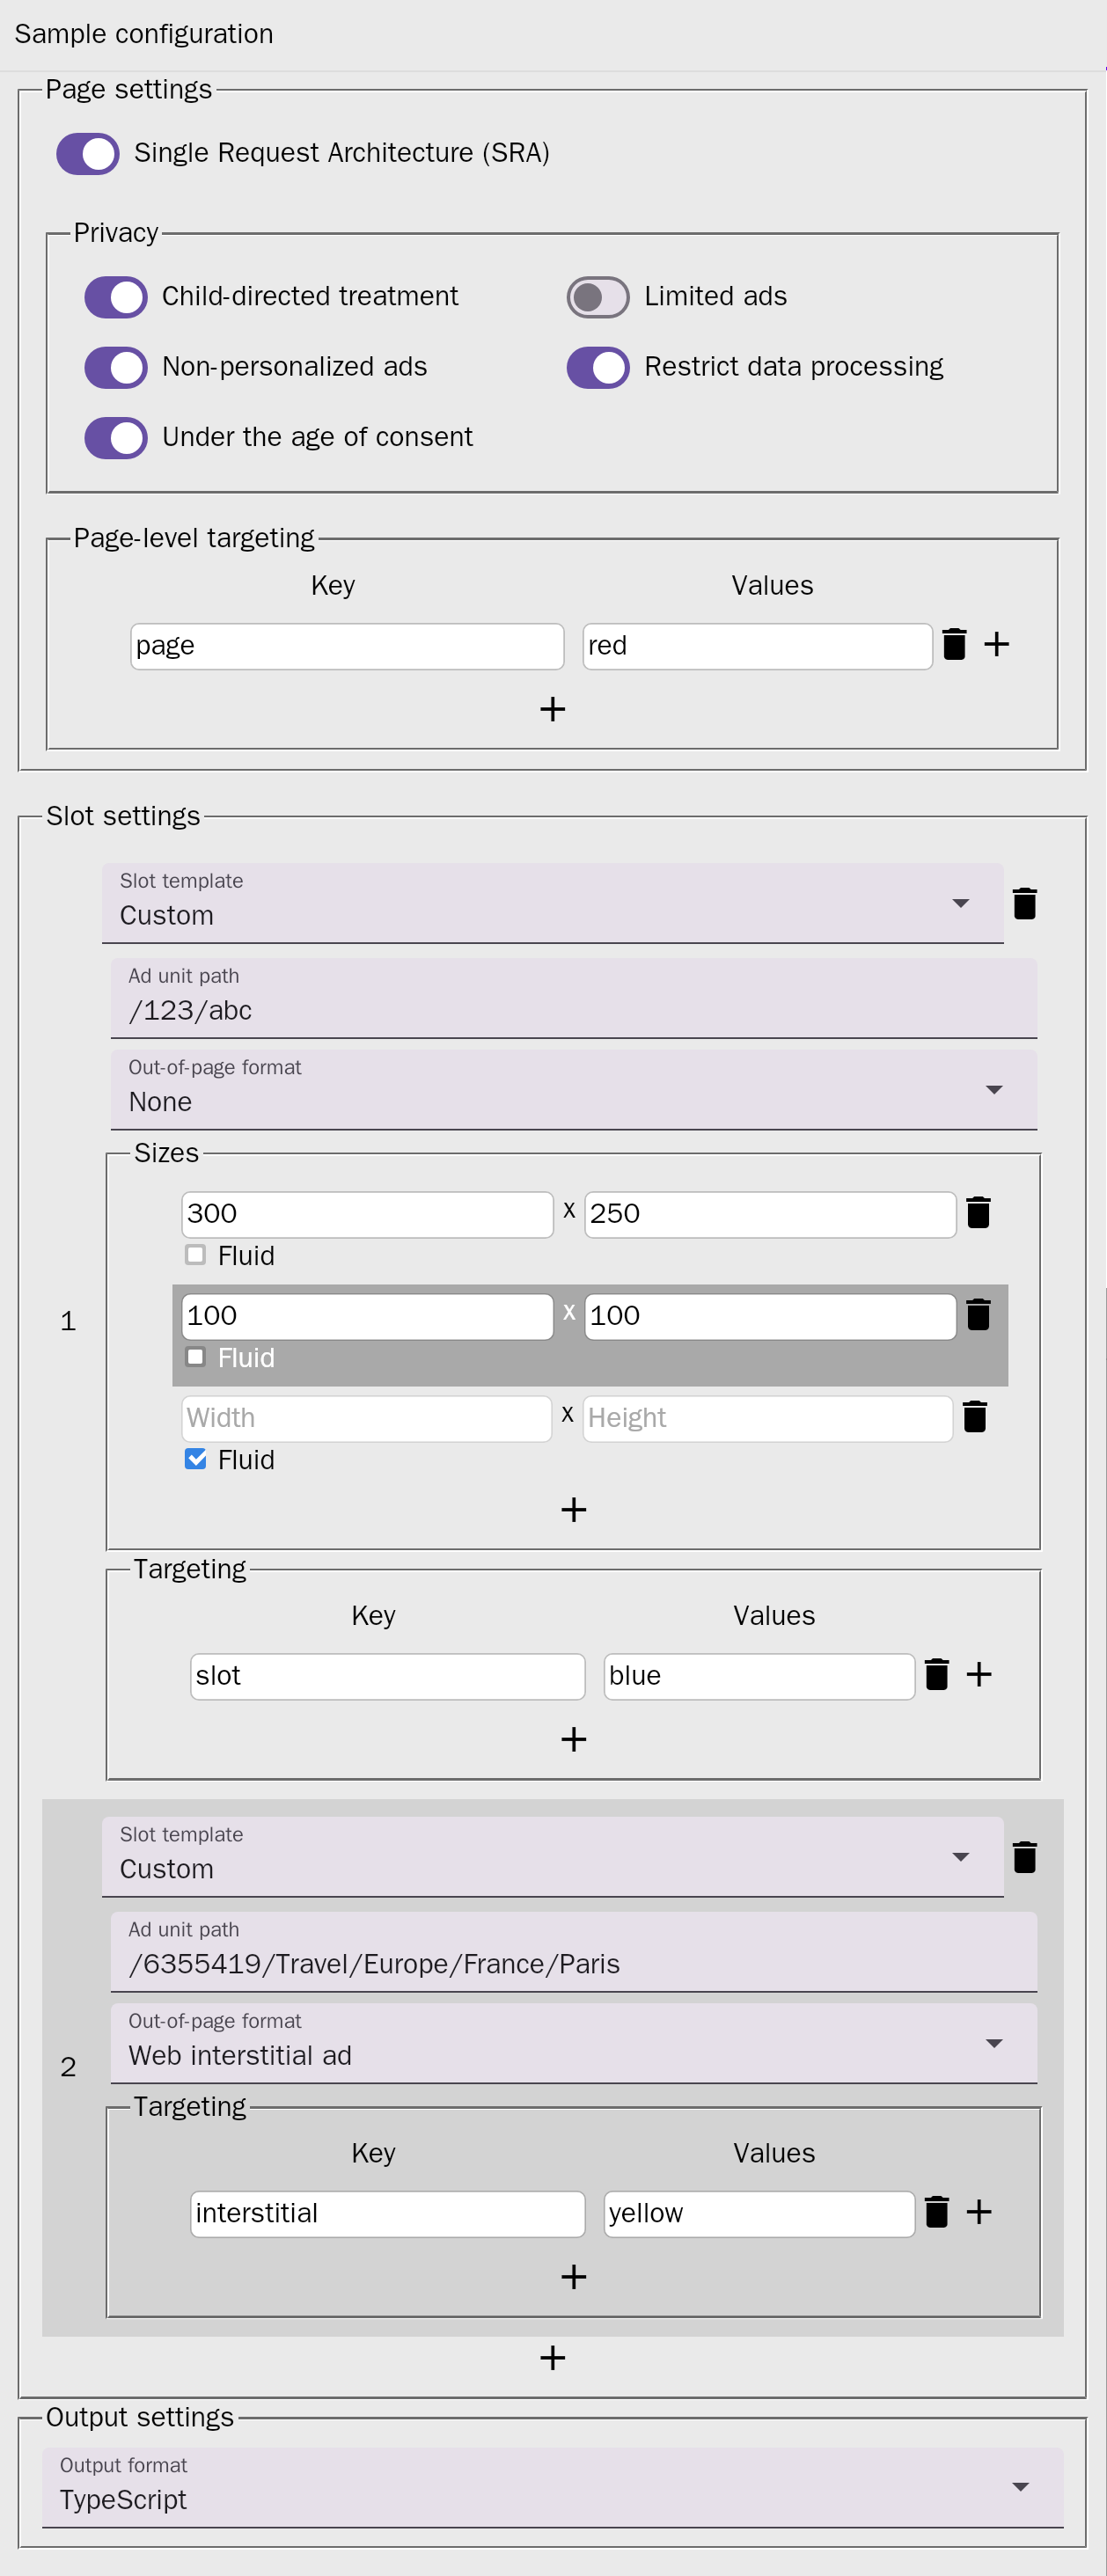 Sample configuration
Page settings
Single Request Architecture (SRA)
Privacy
Child-directed treatment Limited ads
Non-personalized ads Restrict data processing
Under the age of consent
Page-level targeting
Key Values
page red
Slot settings
Slot template
Custom
Ad unit path
/123/abc
Out-of-page format
None
Sizes
300 x 250
Fluid
1
100 x 100
Fluid
Width x Height
Fluid
Targeting
Key Values
slot blue
Slot template
Custom
Ad unit path
/6355419/Travel/Europe/France/Paris
Out-of-page format
Web interstitial ad
2
Targeting
Key Values
interstitial yellow
Output settings
Output format
TypeScript